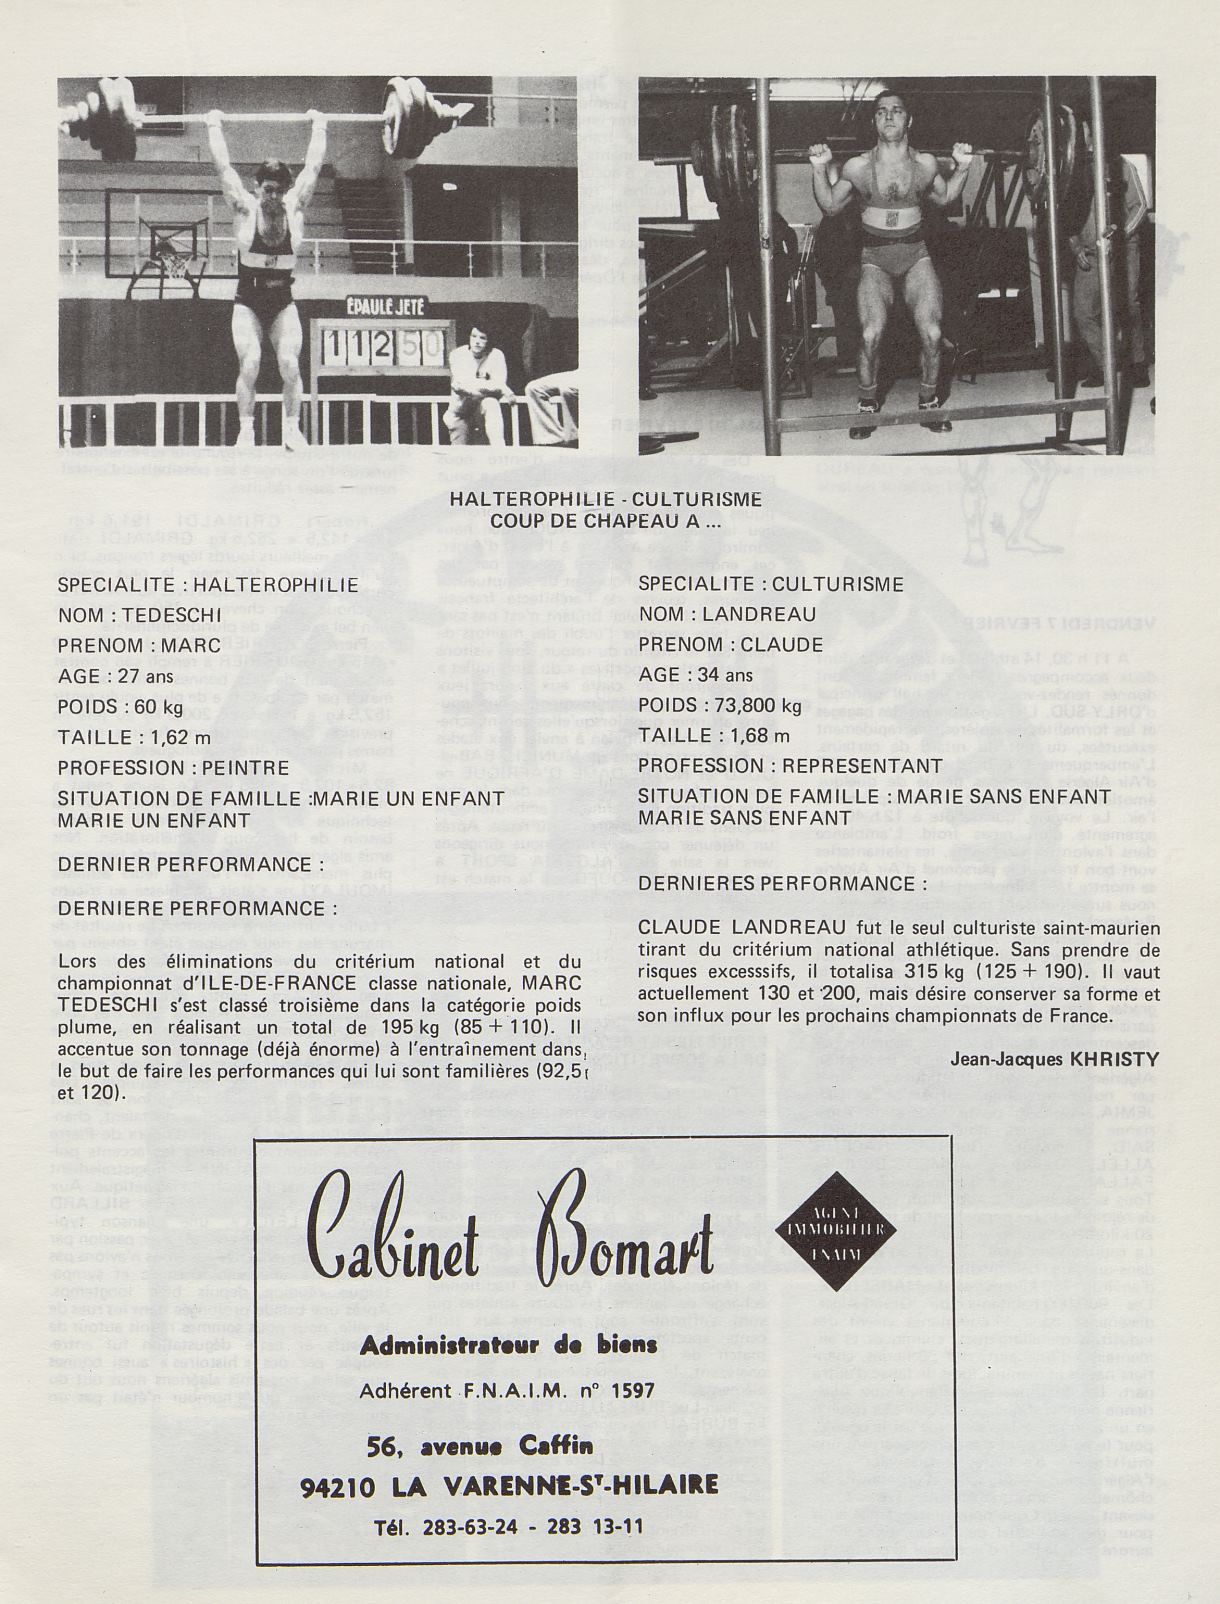 ÉPAULÉ JETÉ
112 50
HALTEROPHILIE - CULTURISME
COUP DE CHAPEAU A ...
SPECIALITE : HALTEROPHILIE
NOM : TEDESCHI
PRENOM : MARC
AGE : 27 ans
POIDS : 60 kg
TAILLE : 1,62 m
PROFESSION : PEINTRE
SITUATION DE FAMILLE :MARIE UN ENFANT
MARIE UN ENFANT
DERNIER PERFORMANCE :
DERNIERE PERFORMANCE :
Lors des éliminations du critérium national et du
championnat d'ILE-DE-FRANCE classe nationale, MARC
TEDESCHI s'est classé troisième dans la catégorie poids
plume, en réalisant un total de 195 kg (85 + 110). Il
accentue son tonnage (déjà énorme) à l'entraînement dans
le but de faire les performances qui lui sont familières (92,5
et 120).
SPECIALITE : CULTURISME
NOM : LANDREAU
PRENOM : CLAUDE
AGE : 34 ans
POIDS : 73,800 kg
TAILLE : 1,68 m
PROFESSION : REPRESENTANT
SITUATION DE FAMILLE : MARIE SANS ENFANT
MARIE SANS ENFANT
DERNIERES PERFORMANCE :
CLAUDE LANDREAU fut le seul culturiste saint-maurien
tirant du critérium national athlétique. Sans prendre de
risques excesssifs, il totalisa 315 kg (125 + 190). Il vaut
actuellement 130 et 200, mais désire conserver sa forme et
son influx pour les prochains championnats de France.
Jean-Jacques KHRISTY
Cabinet Bomart
AGENT
IMMOBILIER
FNAIM
Administrateur de biens
Adhérent F.N.A.I.M. n° 1597
56, avenue Caffin
94210 LA VARENNE-Sᵀ-HILAIRE
Tél. 283-63-24 - 283 13-11